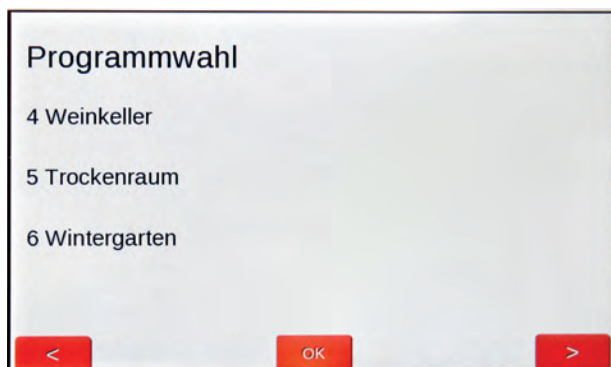 Programmwahl
4 Weinkeller
5 Trockenraum
6 Wintergarten
< OK >